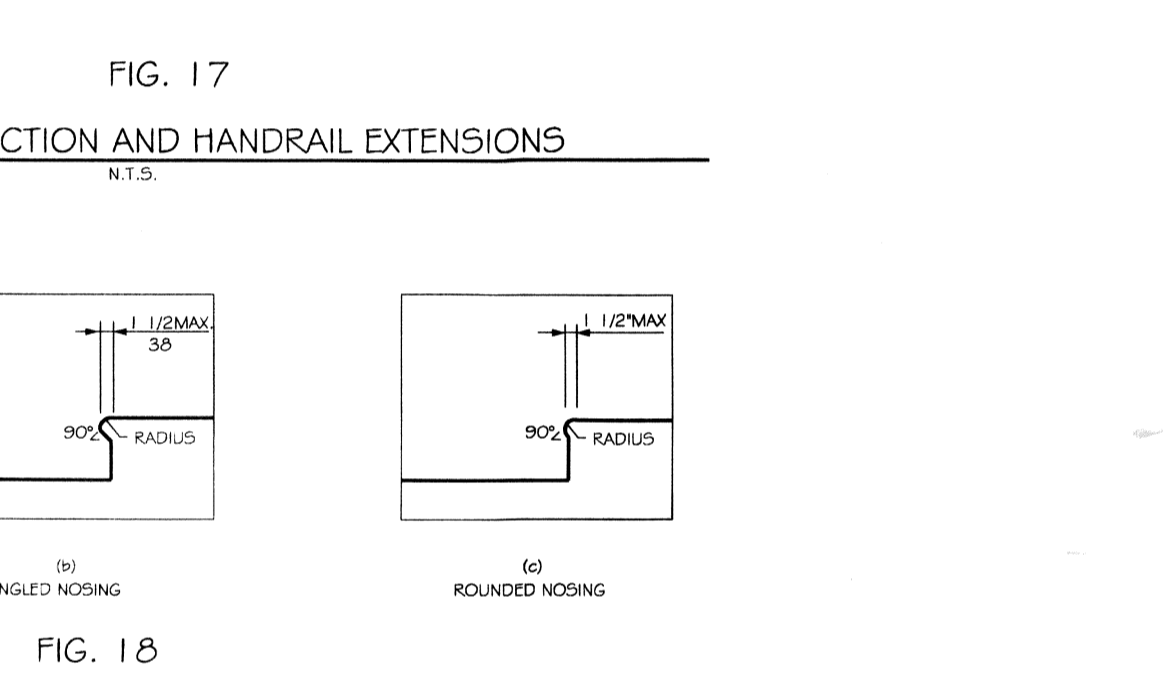 FIG. 17
CTION AND HANDRAIL EXTENSIONS
N.T.S.
1 1/2MAX.
38
90°
RADIUS
(b)
NGLED NOSING
1 1/2"MAX
90°
RADIUS
(c)
ROUNDED NOSING
FIG. 18